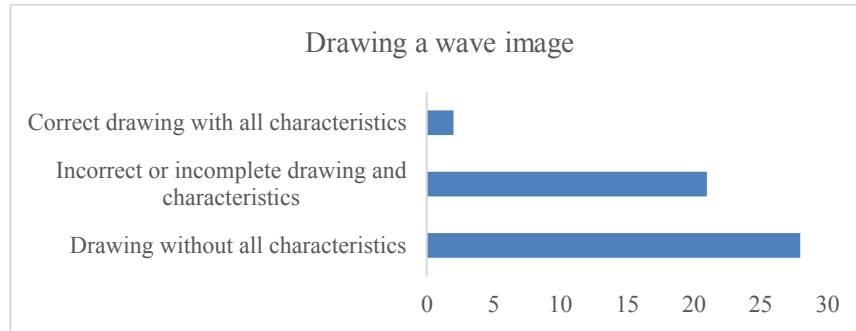 Drawing a wave image
Correct drawing with all characteristics
Incorrect or incomplete drawing and
characteristics
Drawing without all characteristics
0 5 10 15 20 25 30